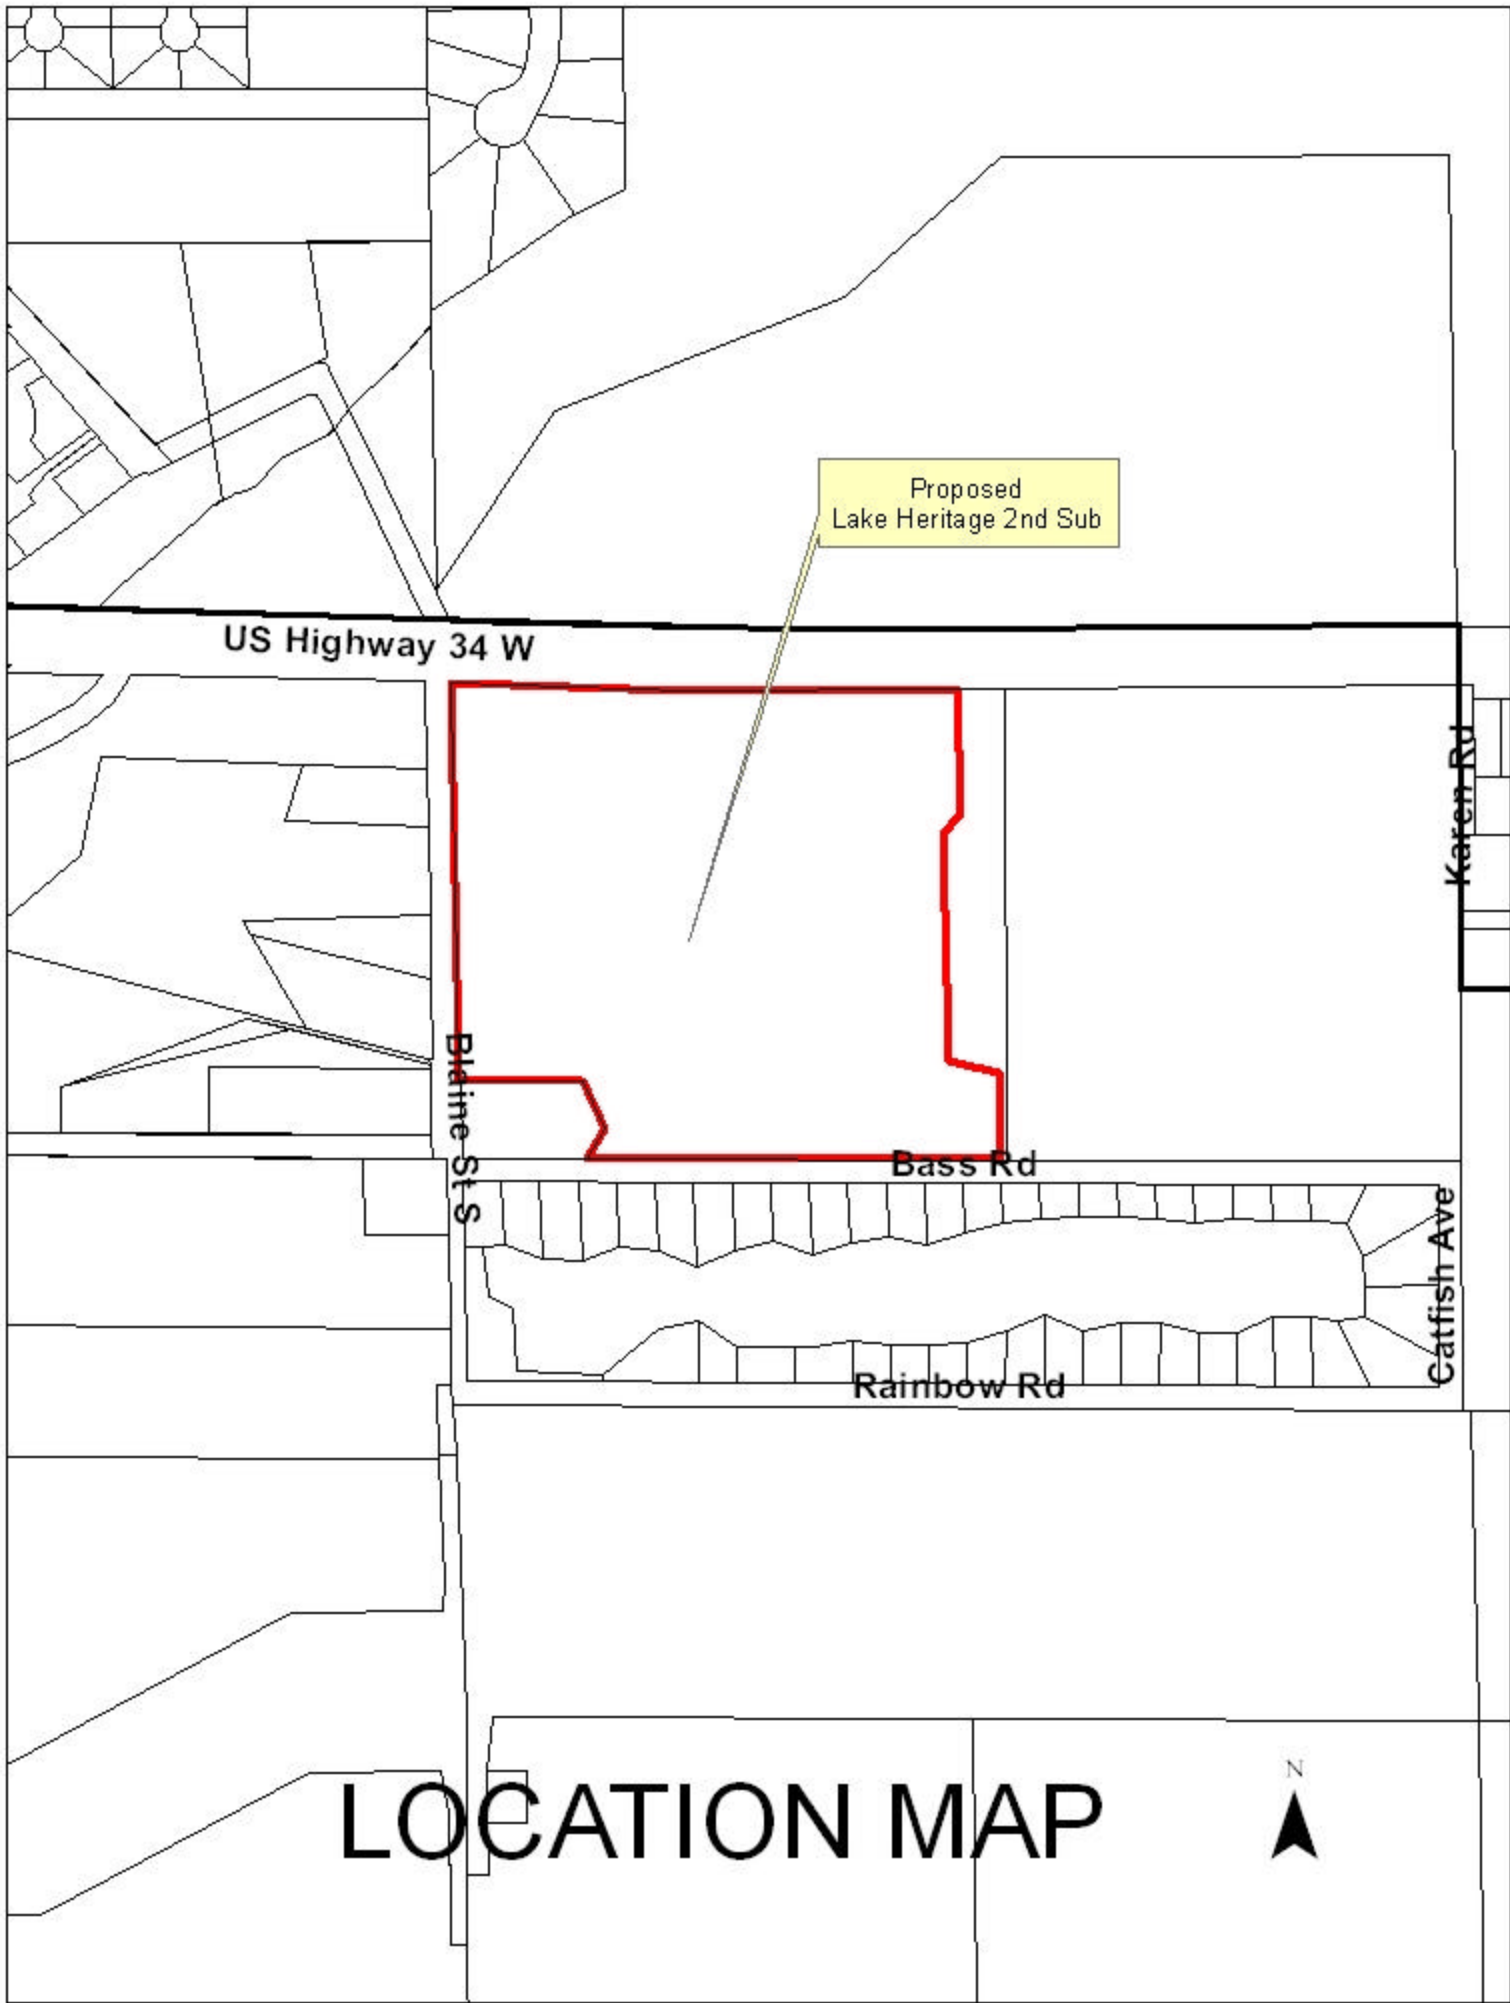 Proposed
Lake Heritage 2nd Sub
US Highway 34 W
Karen Rd
Blaine St S
Bass Rd
Catfish Ave
Rainbow Rd
N
LOCATION MAP